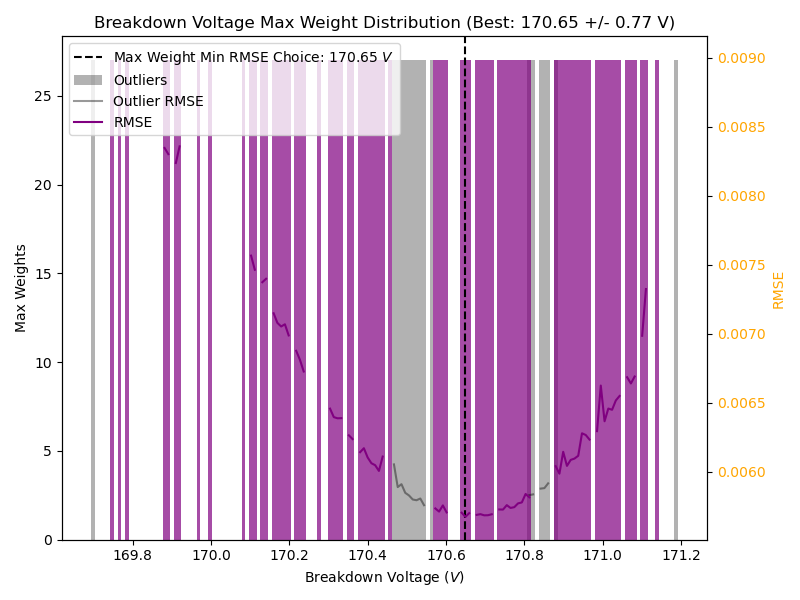 Breakdown Voltage Max Weight Distribution (Best: 170.65 +/- 0.77 V)
Max Weight Min RMSE Choice: 170.65 V
Outliers
Outlier RMSE
RMSE
Max Weights
25
20
15
10
5
0
0.0090
0.0085
0.0080
0.0075
0.0070
0.0065
0.0060
RMSE
169.8 170.0 170.2 170.4 170.6 170.8 171.0 171.2
Breakdown Voltage (V)